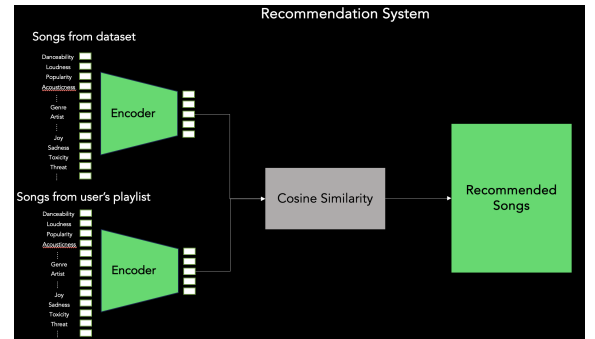 Recommendation System
Songs from dataset
Danceability
Loudness
Popularity
Acousticness
Genre
Artist
Joy
Sadness
Toxicity
Threat
Encoder
Songs from user's playlist
Danceability
Loudness
Popularity
Acousticness
Genre
Artist
Joy
Sadness
Toxicity
Threat
Encoder
Cosine Similarity
Recommended
Songs